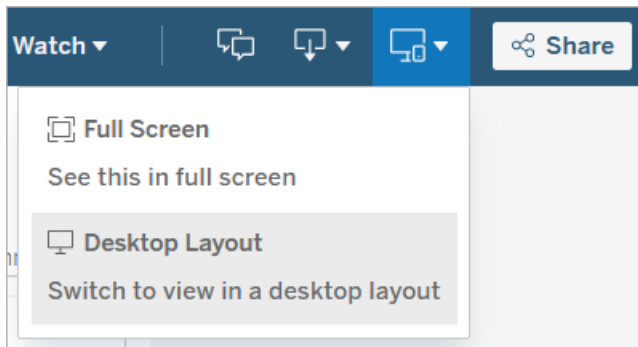 Watch
Share
Full Screen
See this in full screen
Desktop Layout
Switch to view in a desktop layout